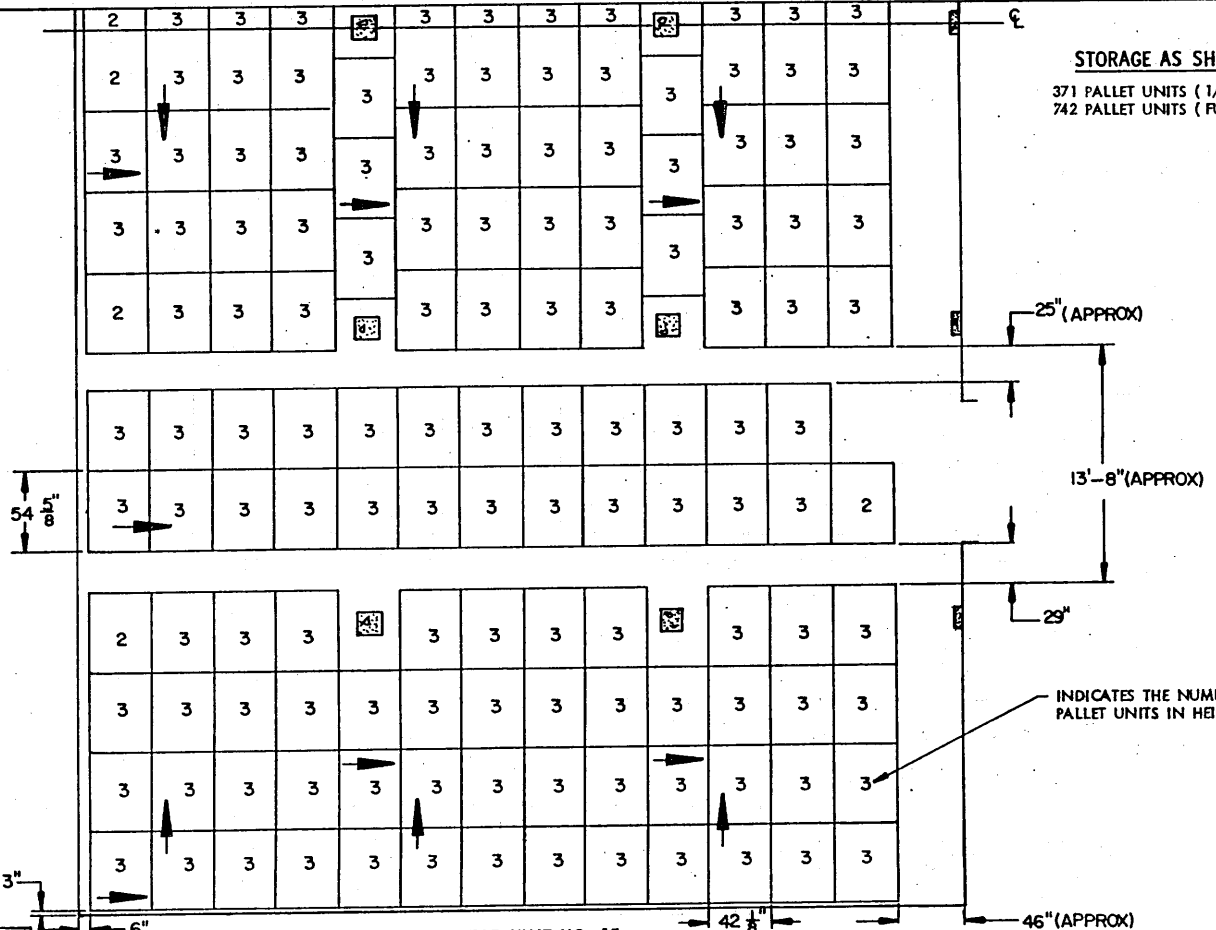 2 3 3 3 3 3 3 3 3 3 3 ℄
STORAGE AS SH
2 3 3 3 3 3 3 3 3 3 3 3 3
371 PALLET UNITS ( 1/
742 PALLET UNITS ( FU
3 3 3 3 3 3 3 3 3 3 3 3 3
3 3 3 3 3 3 3 3 3 3 3 3 3
2 3 3 3 3 3 3 3 3 3 3
25" (APPROX)
3 3 3 3 3 3 3 3 3 3 3 3
13'-8" (APPROX)
54 5/8"
3 3 3 3 3 3 3 3 3 3 3 3 2
29"
2 3 3 3 3 3 3 3 3 3 3
3 3 3 3 3 3 3 3 3 3 3 3 3
INDICATES THE NUM
PALLET UNITS IN HEI
3 3 3 3 3 3 3 3 3 3 3 3 3
3 3 3 3 3 3 3 3 3 3 3 3 3
3"
6"
42 1/8"
46" (APPROX)